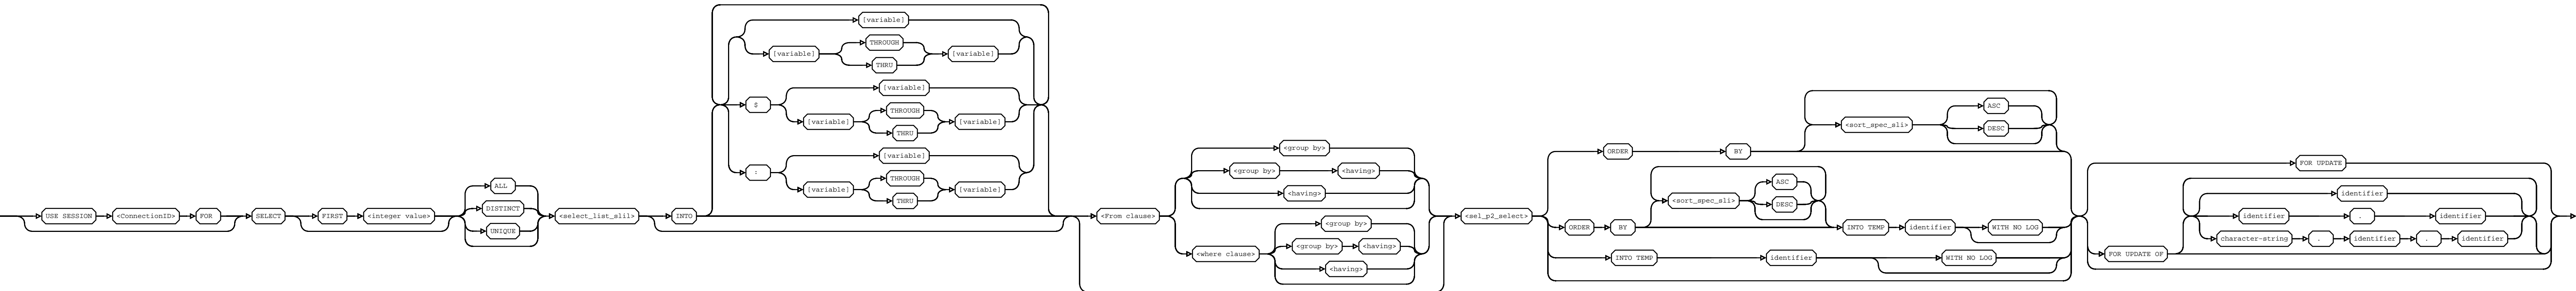 USE SESSION <ConnectionID> FOR SELECT FIRST <integer value>
ALL
DISTINCT
UNIQUE
<select_list_slil> INTO
[variable]
[variable] THROUGH [variable]
THRU
$ [variable]
[variable] THROUGH [variable]
THRU
: [variable]
[variable] THROUGH [variable]
THRU
<From clause>
<group by>
<group by> <having>
<having>
<where clause>
<group by>
<group by> <having>
<having>
<sel_p2_select>
ORDER BY
<sort_spec_sli> ASC
DESC
ORDER BY
<sort_spec_sli> ASC
DESC
INTO TEMP identifier WITH NO LOG
INTO TEMP identifier WITH NO LOG
FOR UPDATE
FOR UPDATE OF
identifier
identifier . identifier
character-string . identifier . identifier